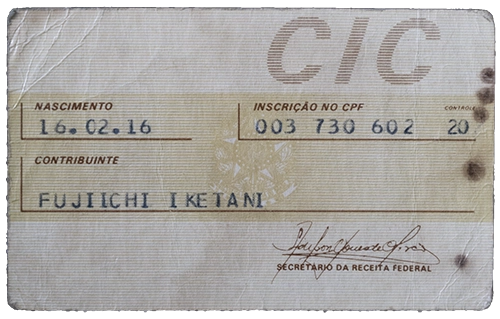 CIC
NASCIMENTO
16.02.16
INSCRIÇÃO NO CPF
CONTROLE
003 730 602 20
CONTRIBUINTE
FUJIICHI IKETANI
SECRETÁRIO DA RECEITA FEDERAL